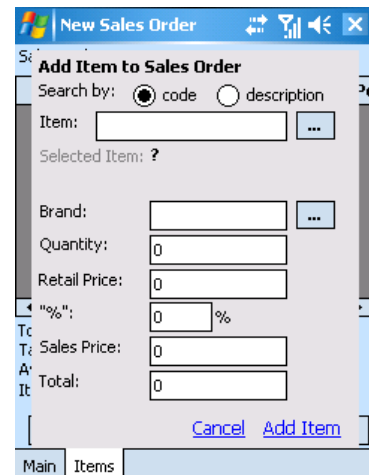 New Sales Order
Add Item to Sales Order
Search by: code description
Item: ...
Selected Item: ?
Brand: ...
Quantity: 0
Retail Price: 0
"%": 0 %
Sales Price: 0
Total: 0
Cancel Add Item
Main Items